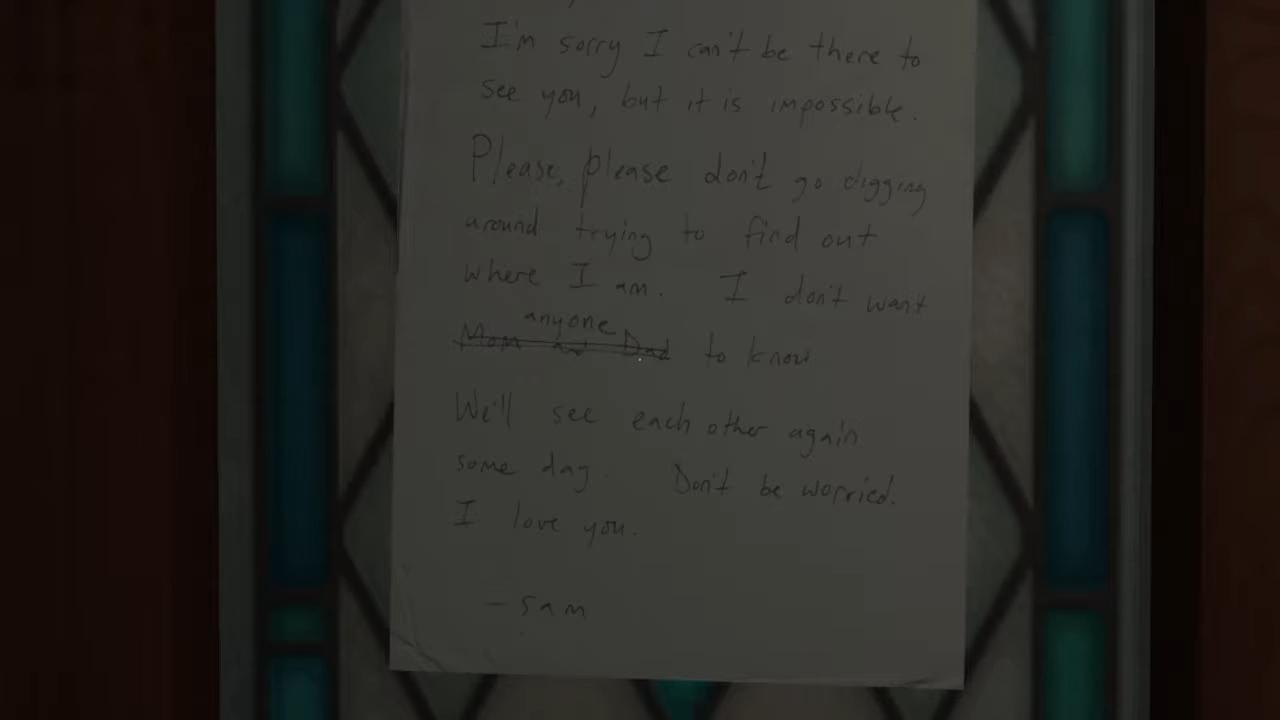 I'm sorry I can't be there to
see you, but it is impossible.
Please, please don't go digging
around trying to find out
where I am. I don't want
anyone
Mom and Dad to know
We'll see each other again
some day. Don't be worried.
I love you.
- Sam